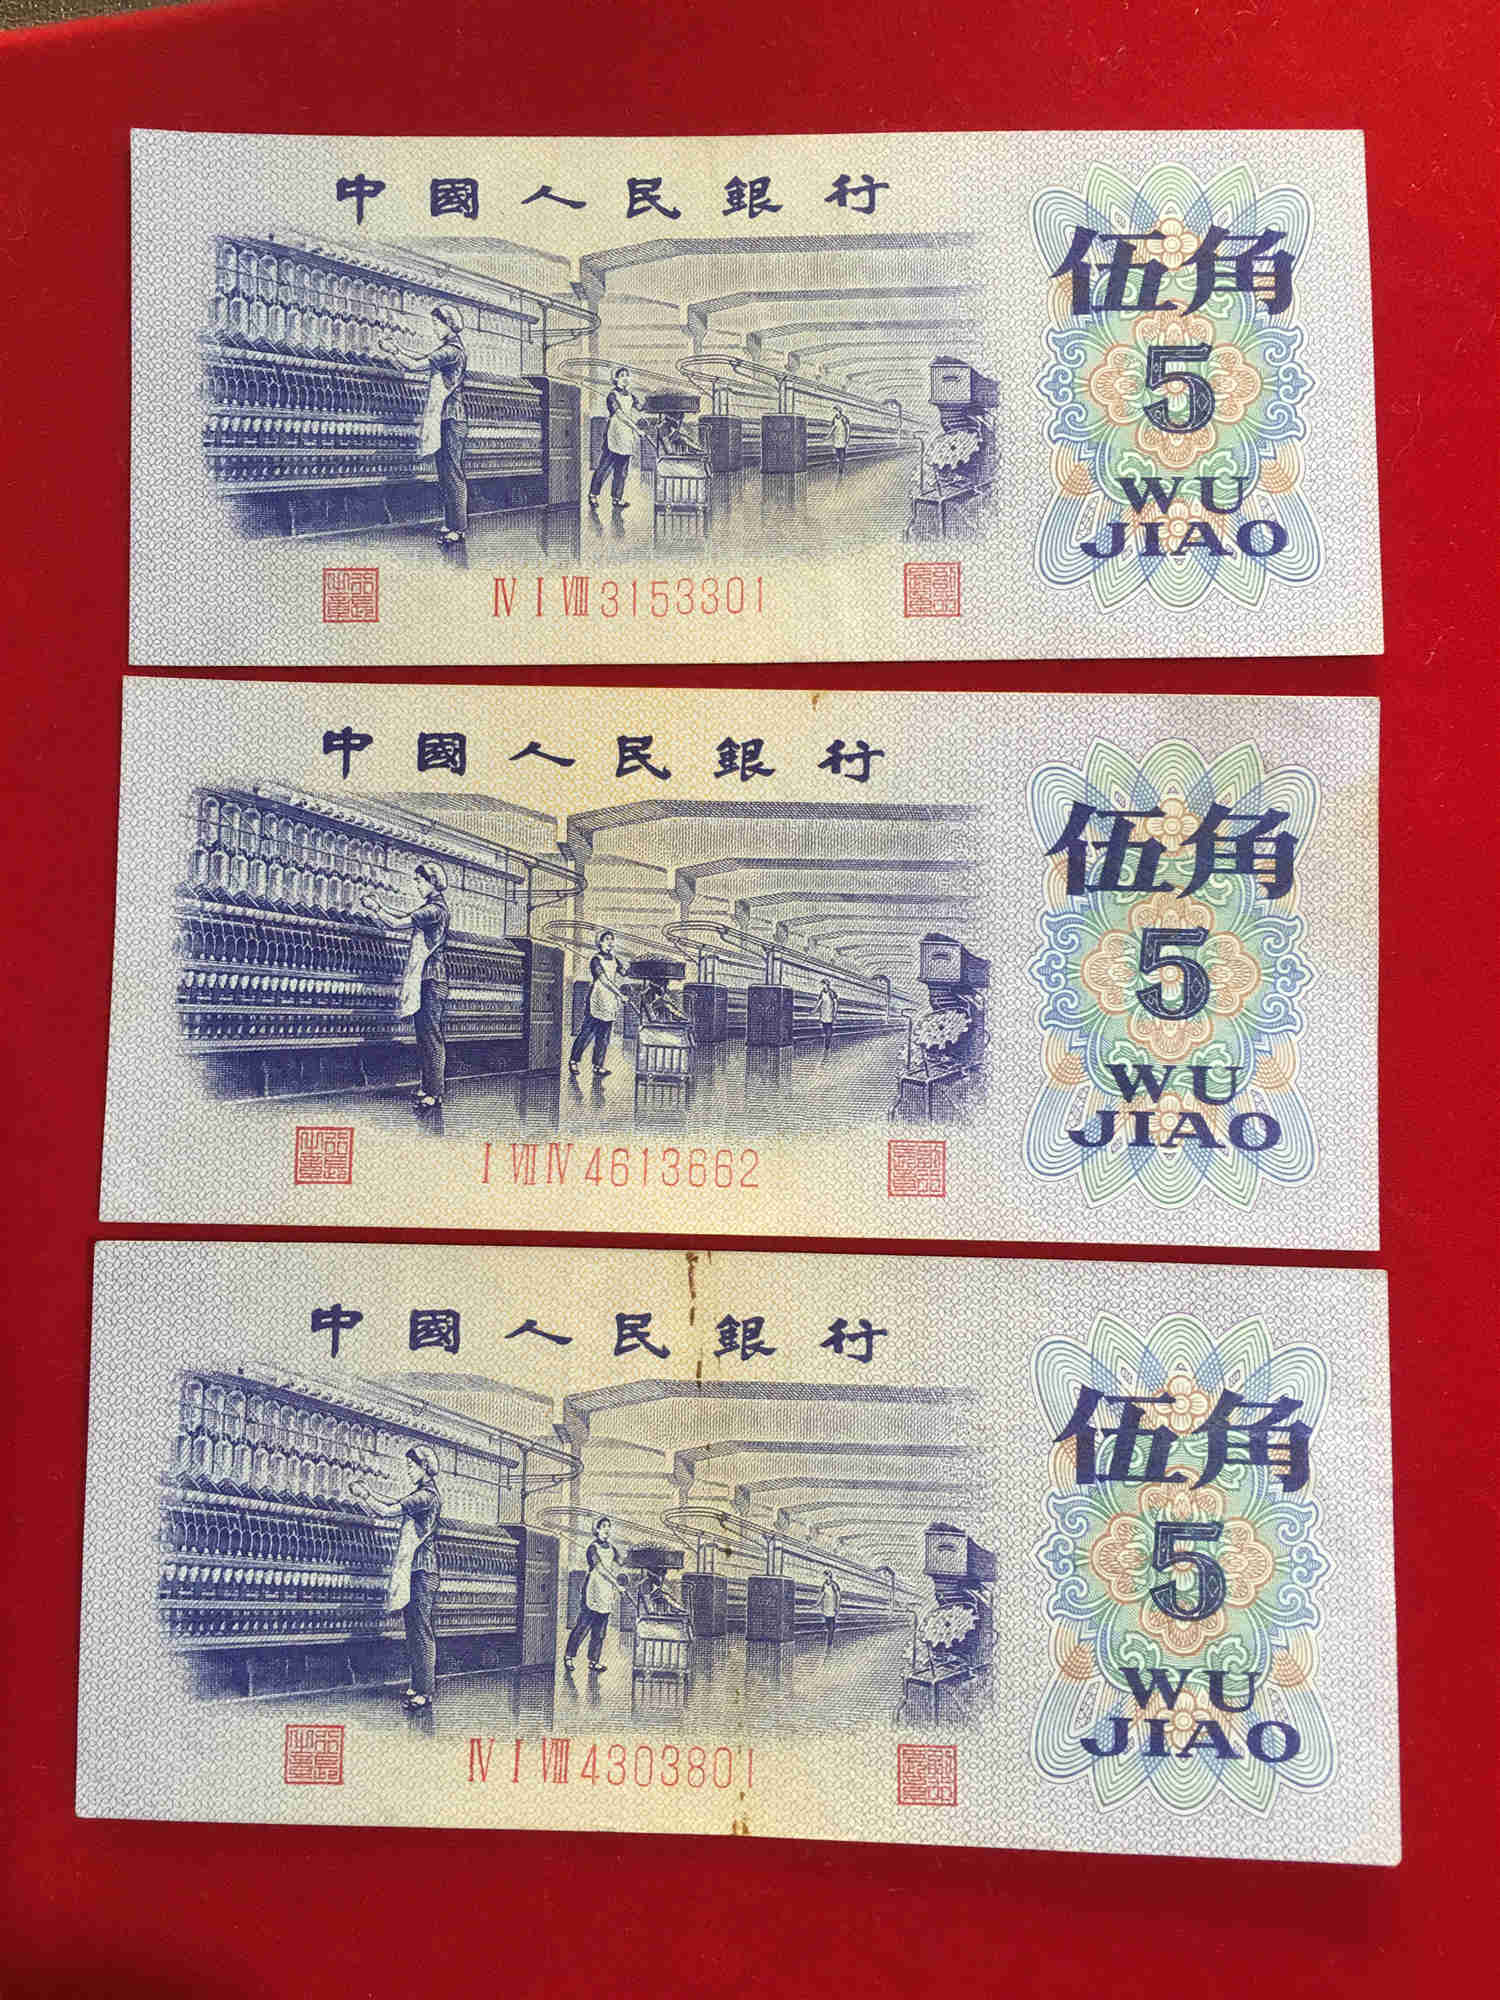 中國人民銀行
伍角
5
WU
JIAO
Ⅳ Ⅰ Ⅷ 3153301
中國人民銀行
伍角
5
WU
JIAO
Ⅰ Ⅶ Ⅳ 4613662
中國人民銀行
伍角
5
WU
JIAO
Ⅳ Ⅰ Ⅷ 4303801